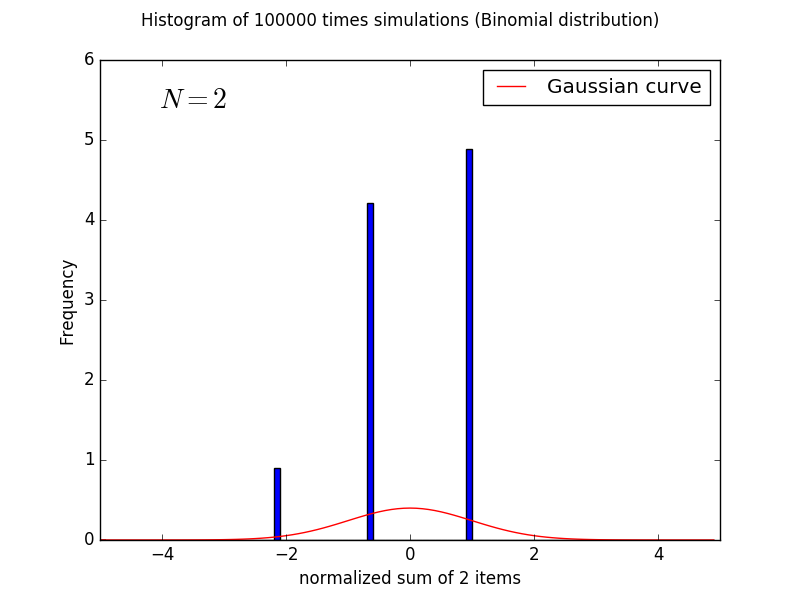 Histogram of 100000 times simulations (Binomial distribution)
N = 2
Gaussian curve
6
5
4
3
2
1
0
Frequency
−4 −2 0 2 4
normalized sum of 2 items